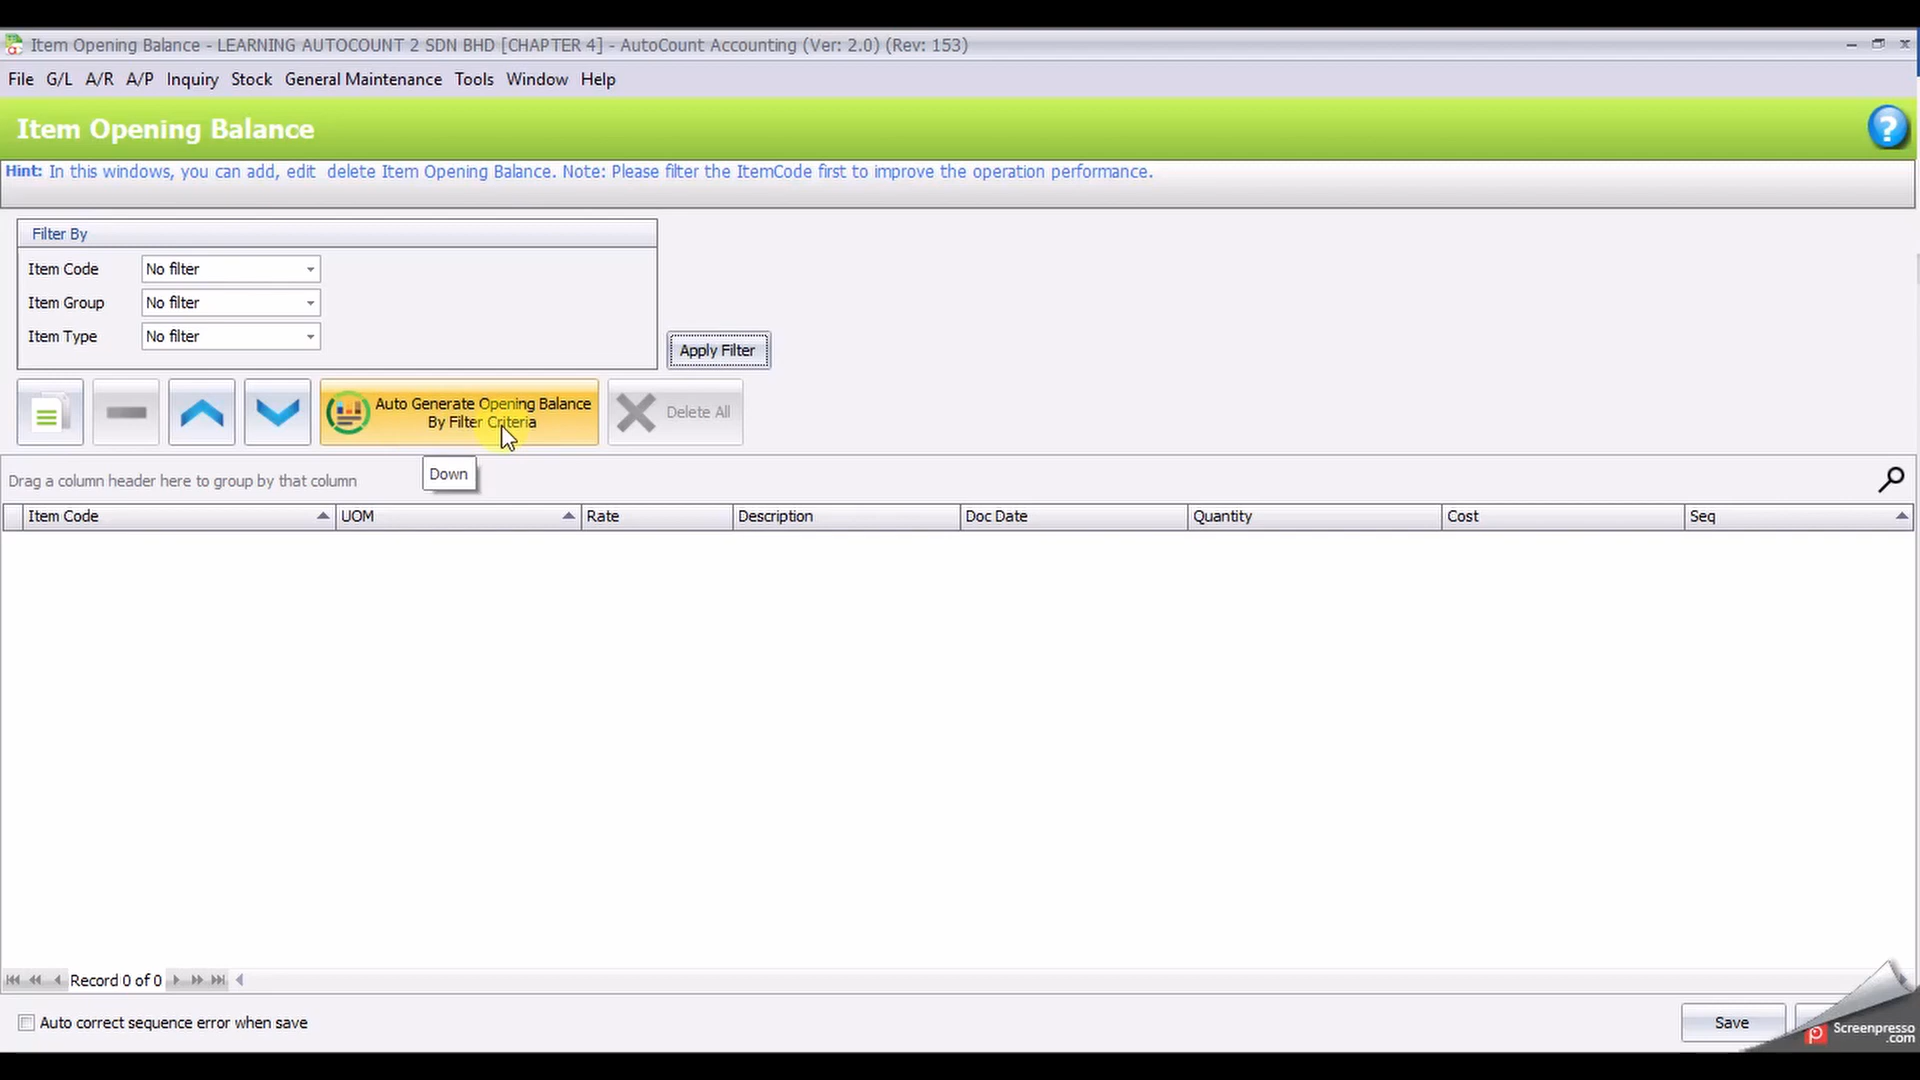 Item Opening Balance - LEARNING AUTOCOUNT 2 SDN BHD [CHAPTER 4] - AutoCount Accounting (Ver: 2.0) (Rev: 153)
File G/L A/R A/P Inquiry Stock General Maintenance Tools Window Help
Item Opening Balance
Hint: In this windows, you can add, edit delete Item Opening Balance. Note: Please filter the ItemCode first to improve the operation performance.
Filter By
Item Code No filter
Item Group No filter
Item Type No filter
Apply Filter
Auto Generate Opening Balance
By Filter Criteria
Delete All
Down
Drag a column header here to group by that column
Item Code UOM Rate Description Doc Date Quantity Cost Seq
Record 0 of 0
Auto correct sequence error when save
Save
Screenpresso
.com